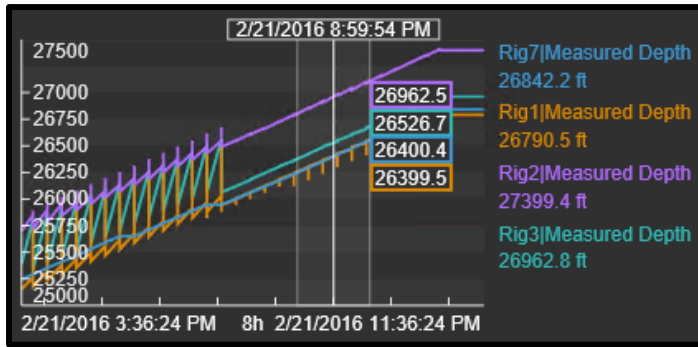 2/21/2016 8:59:54 PM
27500
27000
26750
26500
26250
26000
25750
25500
25250
25000
26962.5
26526.7
26400.4
26399.5
2/21/2016 3:36:24 PM 8h 2/21/2016 11:36:24 PM
Rig7|Measured Depth
26842.2 ft
Rig1|Measured Depth
26790.5 ft
Rig2|Measured Depth
27399.4 ft
Rig3|Measured Depth
26962.8 ft